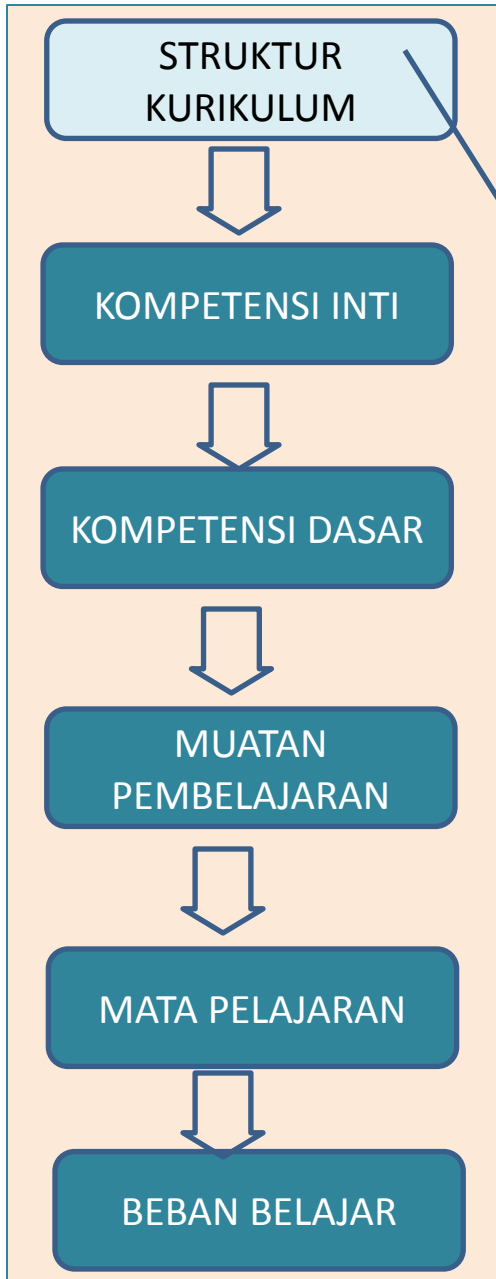 STRUKTUR
KURIKULUM
KOMPETENSI INTI
KOMPETENSI DASAR
MUATAN
PEMBELAJARAN
MATA PELAJARAN
BEBAN BELAJAR